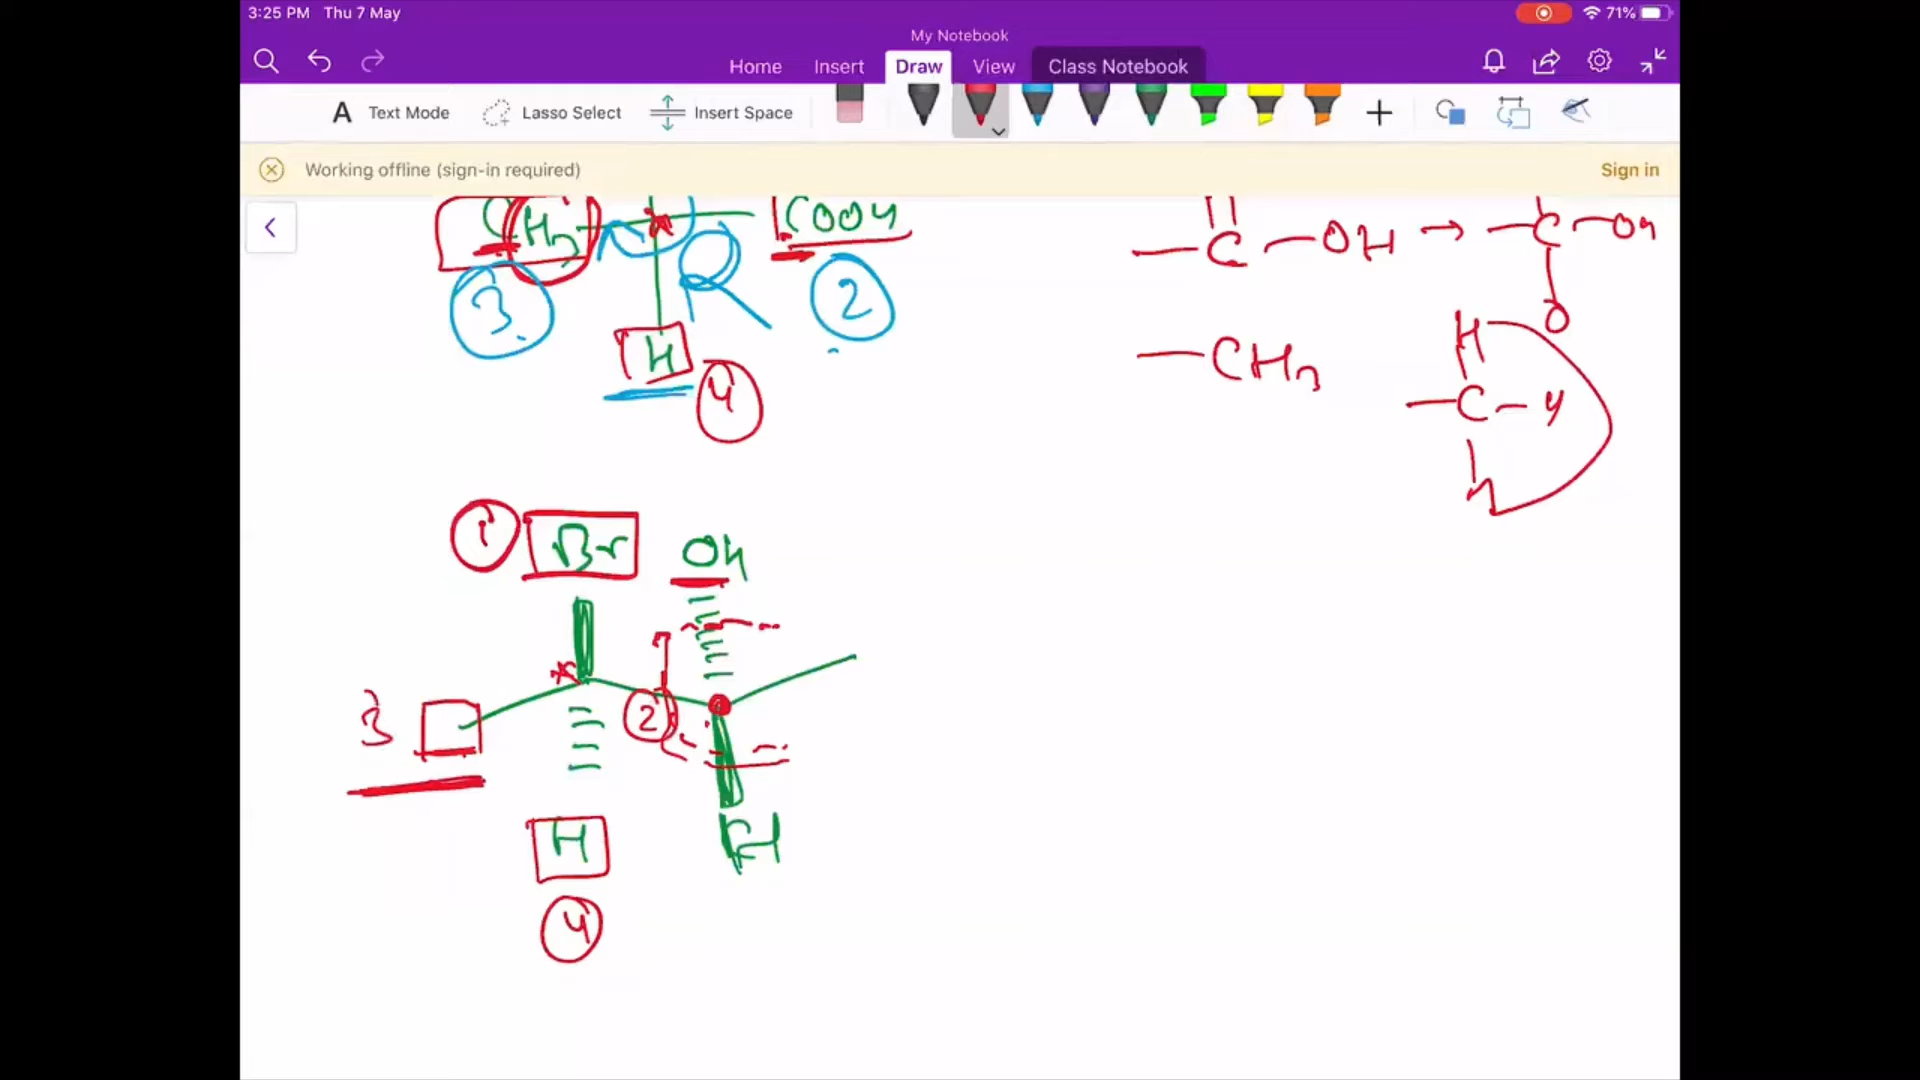 3:25 PM Thu 7 May
71%
My Notebook
Home Insert Draw View Class Notebook
Text Mode Lasso Select Insert Space
Working offline (sign-in required) Sign in
CH3 COOH
C OH → C OH
3 R 2
O
H
H CH3
4 C H
H
1 Br OH
2
3
H H
4